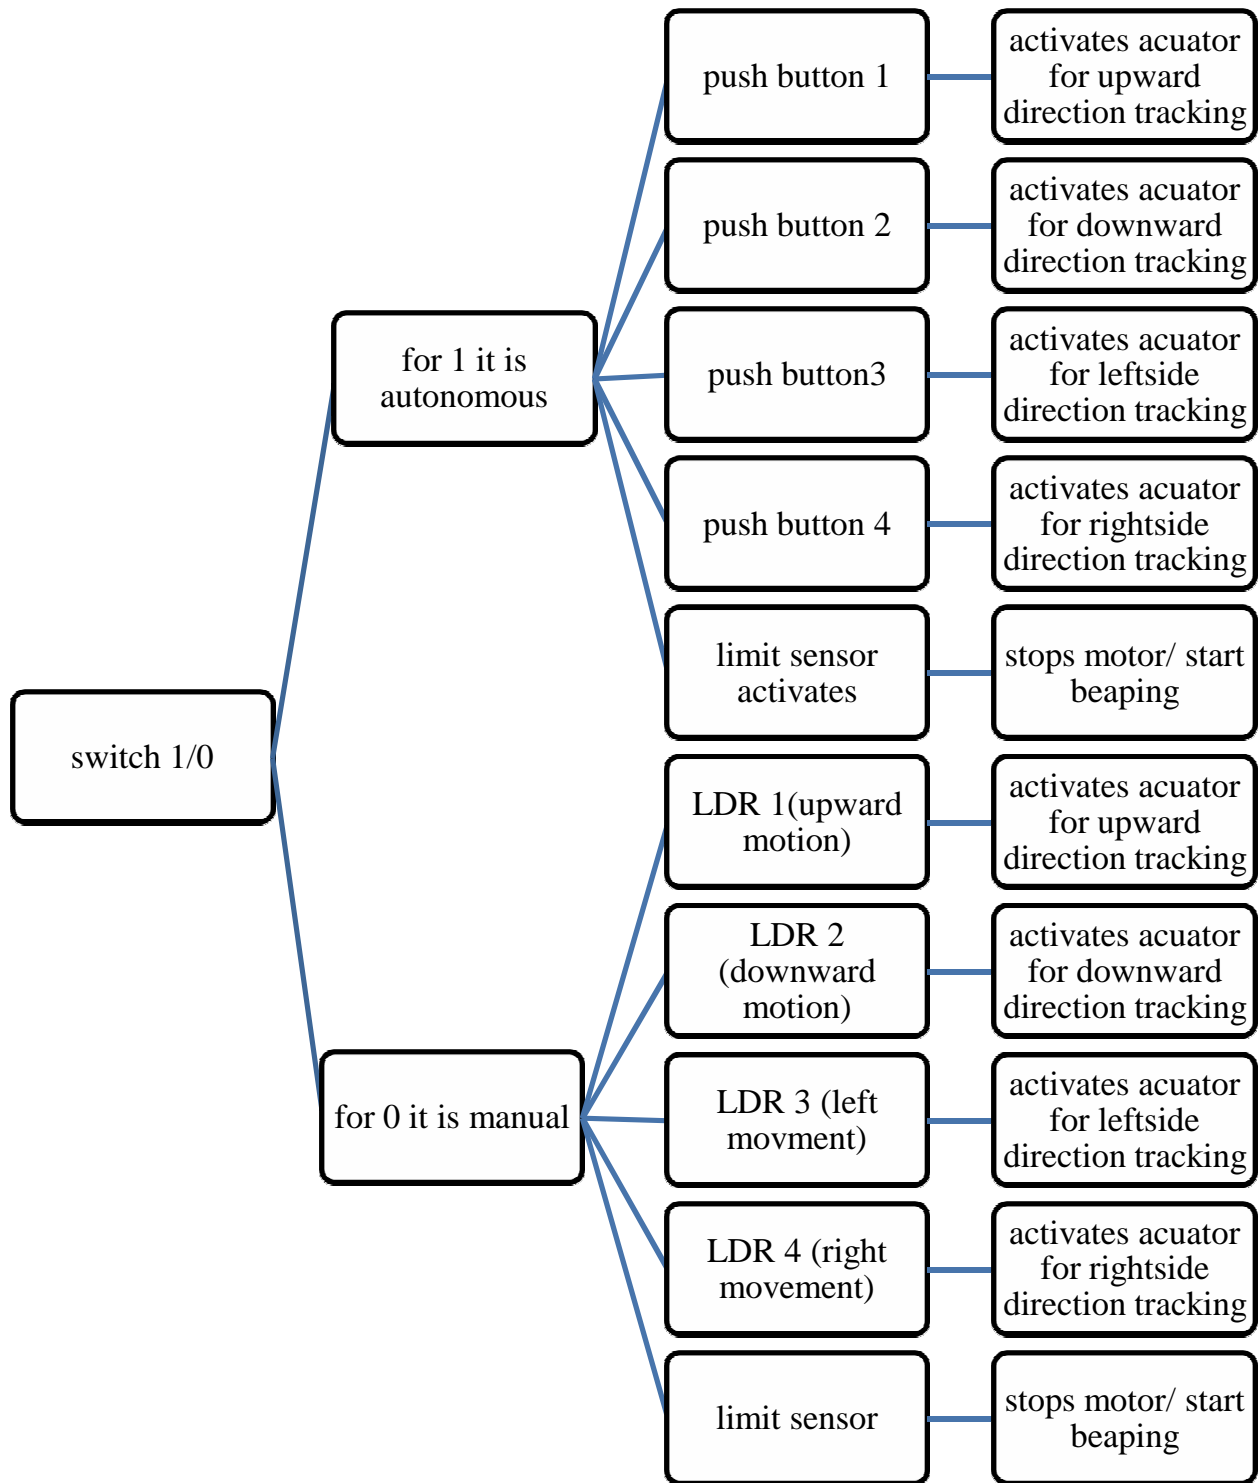 switch 1/0
for 1 it is
autonomous
push button 1
activates acuator
for upward
direction tracking
push button 2
activates acuator
for downward
direction tracking
push button3
activates acuator
for leftside
direction tracking
push button 4
activates acuator
for rightside
direction tracking
limit sensor
activates
stops motor/ start
beaping
for 0 it is manual
LDR 1(upward
motion)
activates acuator
for upward
direction tracking
LDR 2
(downward
motion)
activates acuator
for downward
direction tracking
LDR 3 (left
movment)
activates acuator
for leftside
direction tracking
LDR 4 (right
movement)
activates acuator
for rightside
direction tracking
limit sensor
stops motor/ start
beaping